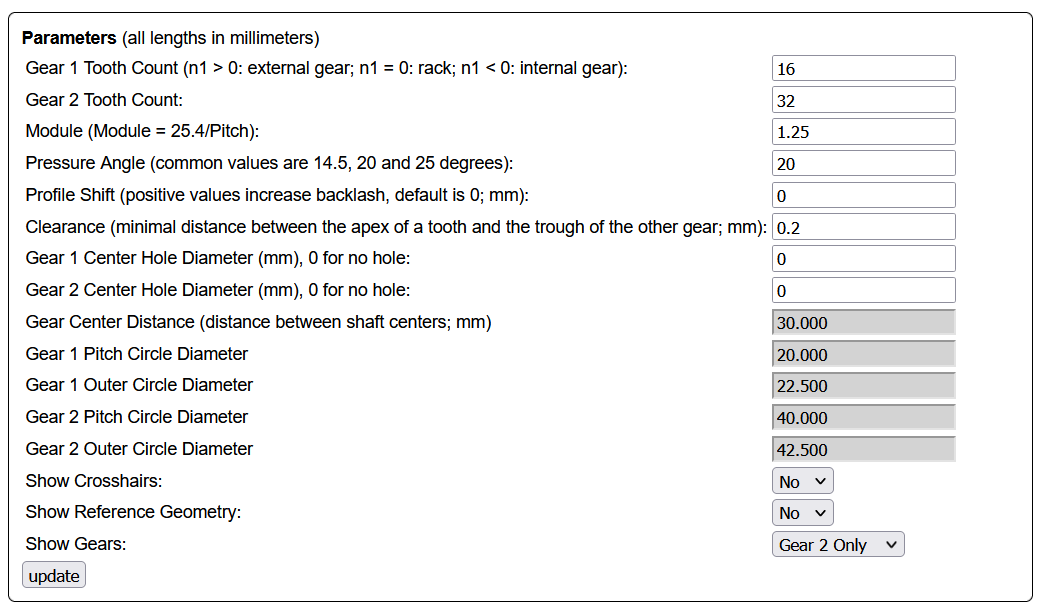 Parameters (all lengths in millimeters)
Gear 1 Tooth Count (n1 > 0: external gear; n1 = 0: rack; n1 < 0: internal gear): 16
Gear 2 Tooth Count: 32
Module (Module = 25.4/Pitch): 1.25
Pressure Angle (common values are 14.5, 20 and 25 degrees): 20
Profile Shift (positive values increase backlash, default is 0; mm): 0
Clearance (minimal distance between the apex of a tooth and the trough of the other gear; mm): 0.2
Gear 1 Center Hole Diameter (mm), 0 for no hole: 0
Gear 2 Center Hole Diameter (mm), 0 for no hole: 0
Gear Center Distance (distance between shaft centers; mm) 30.000
Gear 1 Pitch Circle Diameter 20.000
Gear 1 Outer Circle Diameter 22.500
Gear 2 Pitch Circle Diameter 40.000
Gear 2 Outer Circle Diameter 42.500
Show Crosshairs: No
Show Reference Geometry: No
Show Gears: Gear 2 Only
update